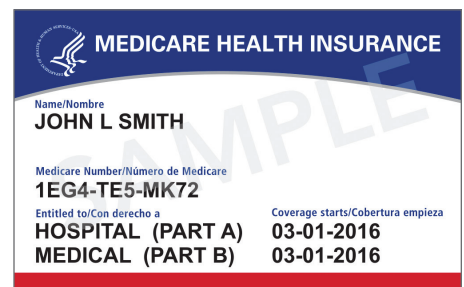 MEDICARE HEALTH INSURANCE
Name/Nombre
JOHN L SMITH
Medicare Number/Número de Medicare
1EG4-TE5-MK72
Entitled to/Con derecho a
Coverage starts/Cobertura empieza
HOSPITAL (PART A) 03-01-2016
MEDICAL (PART B) 03-01-2016
SAMPLE